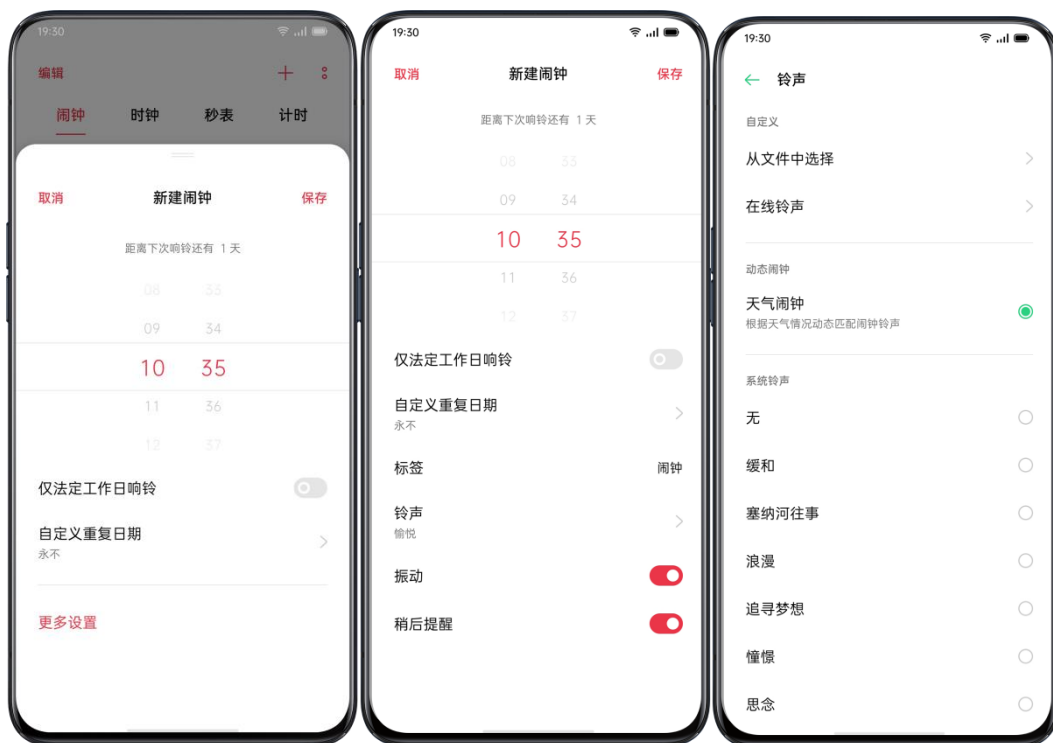 19:30
编辑
闹钟 时钟 秒表 计时
取消 新建闹钟 保存
距离下次响铃还有 1 天
08 33
09 34
10 35
11 36
12 37
仅法定工作日响铃
自定义重复日期
永不
更多设置
19:30
取消 新建闹钟 保存
距离下次响铃还有 1 天
08 33
09 34
10 35
11 36
12 37
仅法定工作日响铃
自定义重复日期
永不
标签 闹钟
铃声
愉悦
振动
稍后提醒
19:30
铃声
自定义
从文件中选择
在线铃声
动态闹钟
天气闹钟
根据天气情况动态匹配闹钟铃声
系统铃声
无
缓和
塞纳河往事
浪漫
追寻梦想
憧憬
思念